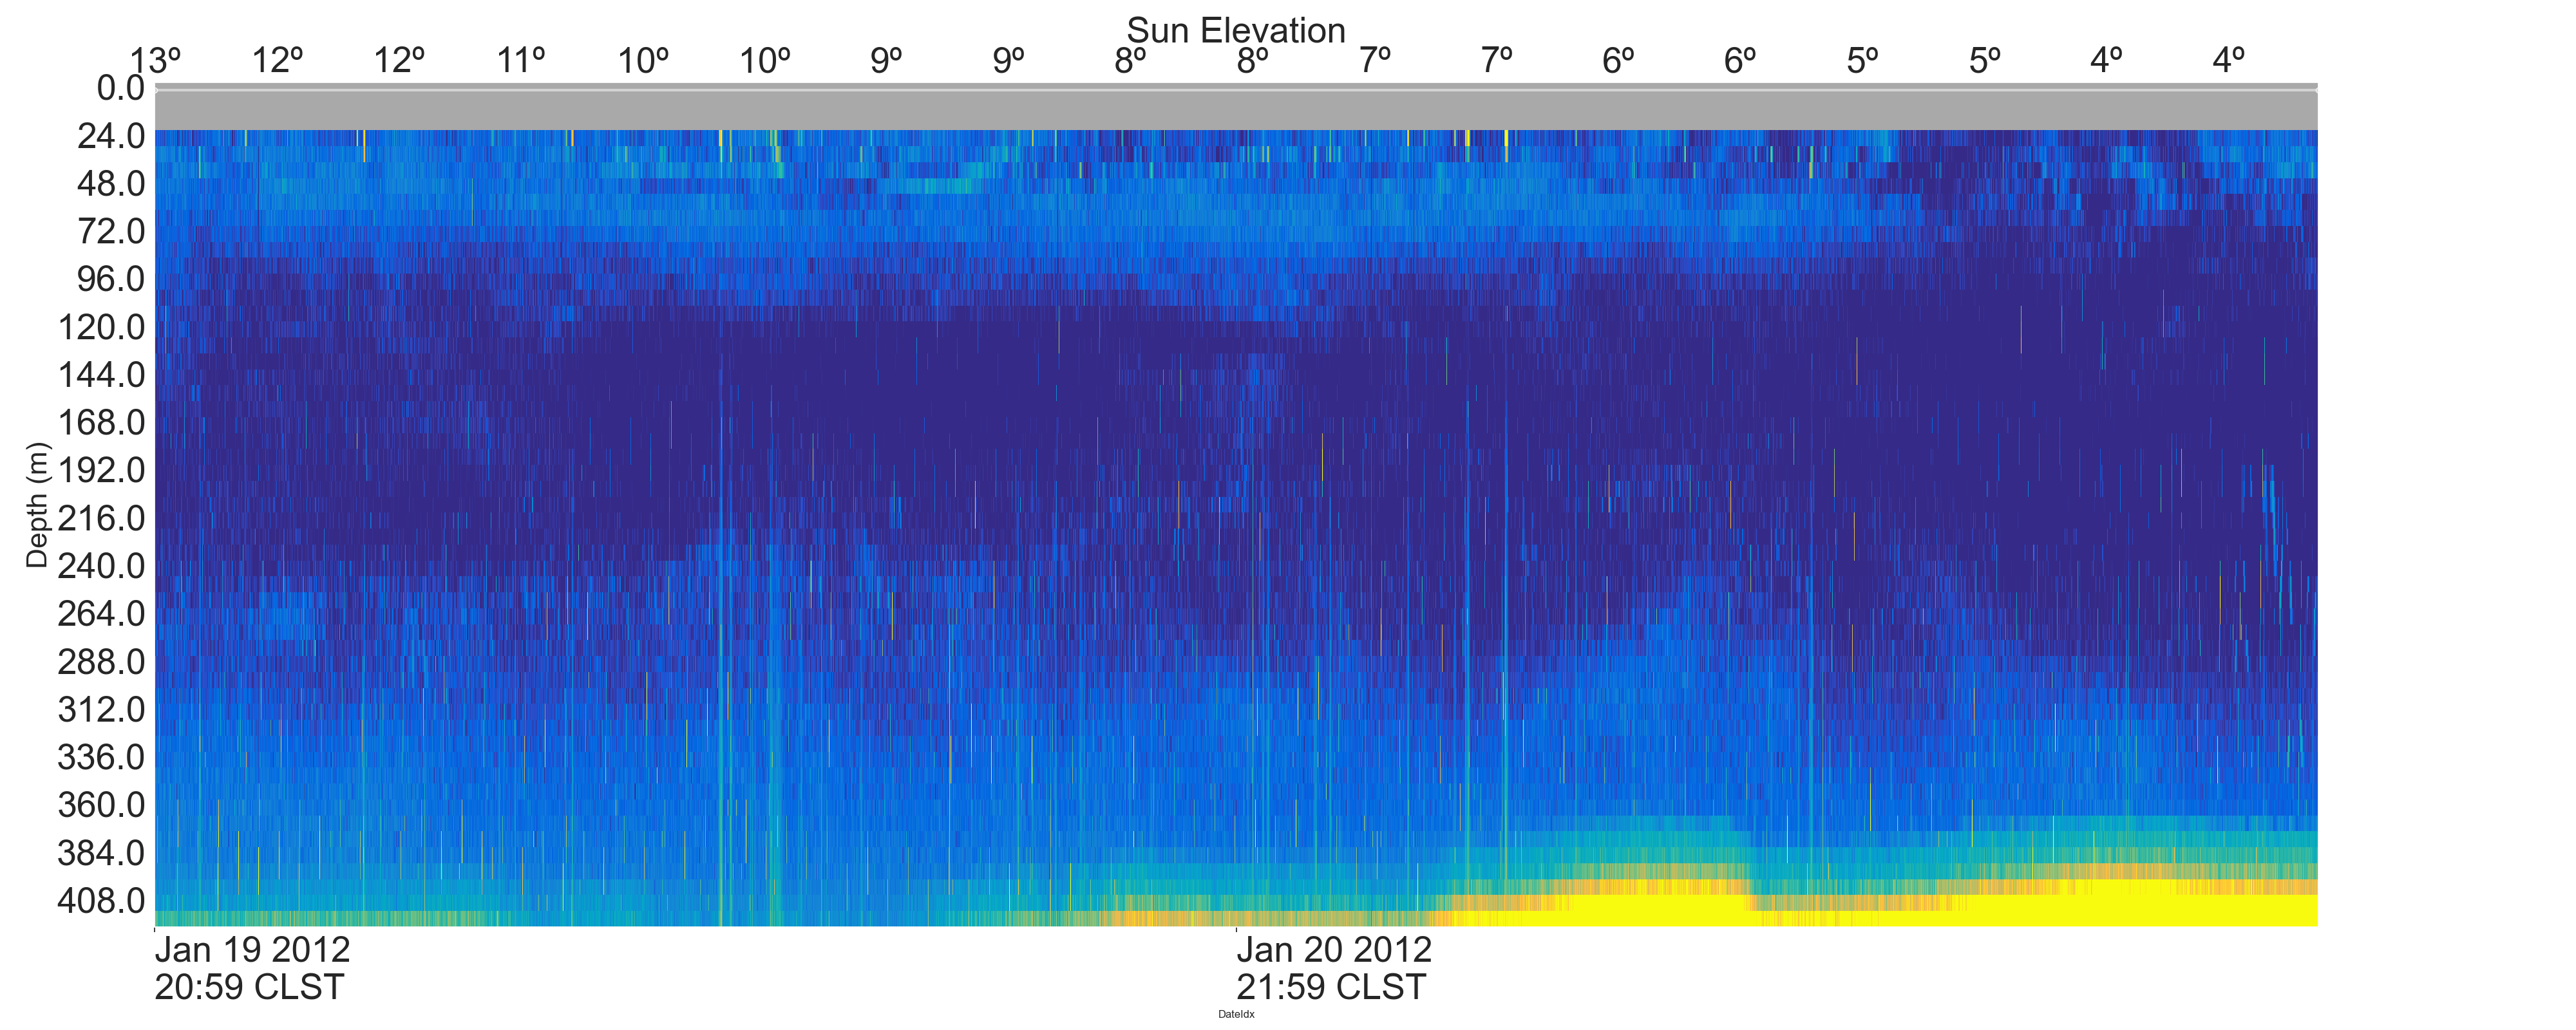 Sun Elevation
13º 12º 12º 11º 10º 10º 9º 9º 8º 8º 7º 7º 6º 6º 5º 5º 4º 4º
0.0
24.0
48.0
72.0
96.0
120.0
144.0
168.0
192.0
216.0
240.0
264.0
288.0
312.0
336.0
360.0
384.0
408.0
Depth (m)
Jan 19 2012
20:59 CLST
Jan 20 2012
21:59 CLST
DateIdx